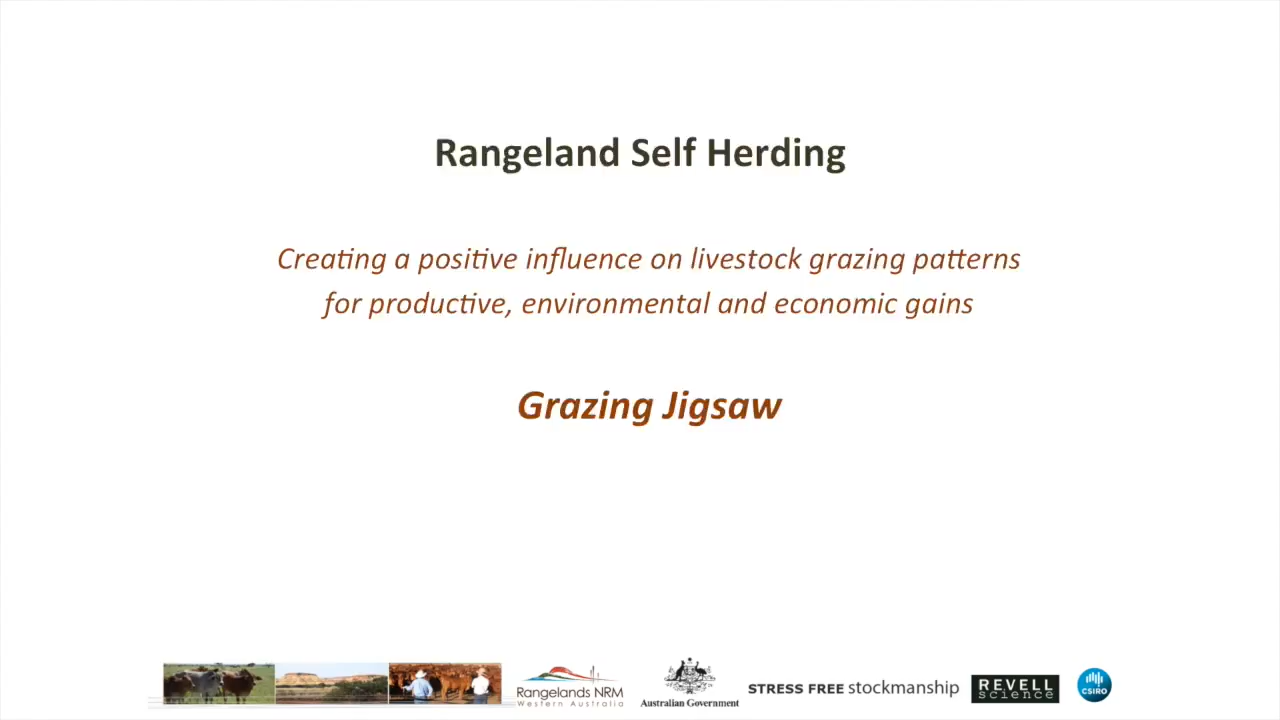 Rangeland Self Herding
Creating a positive influence on livestock grazing patterns
for productive, environmental and economic gains
Grazing Jigsaw
Rangelands NRM
Western Australia
Australian Government
STRESS FREE stockmanship
REVELL
science
CSIRO